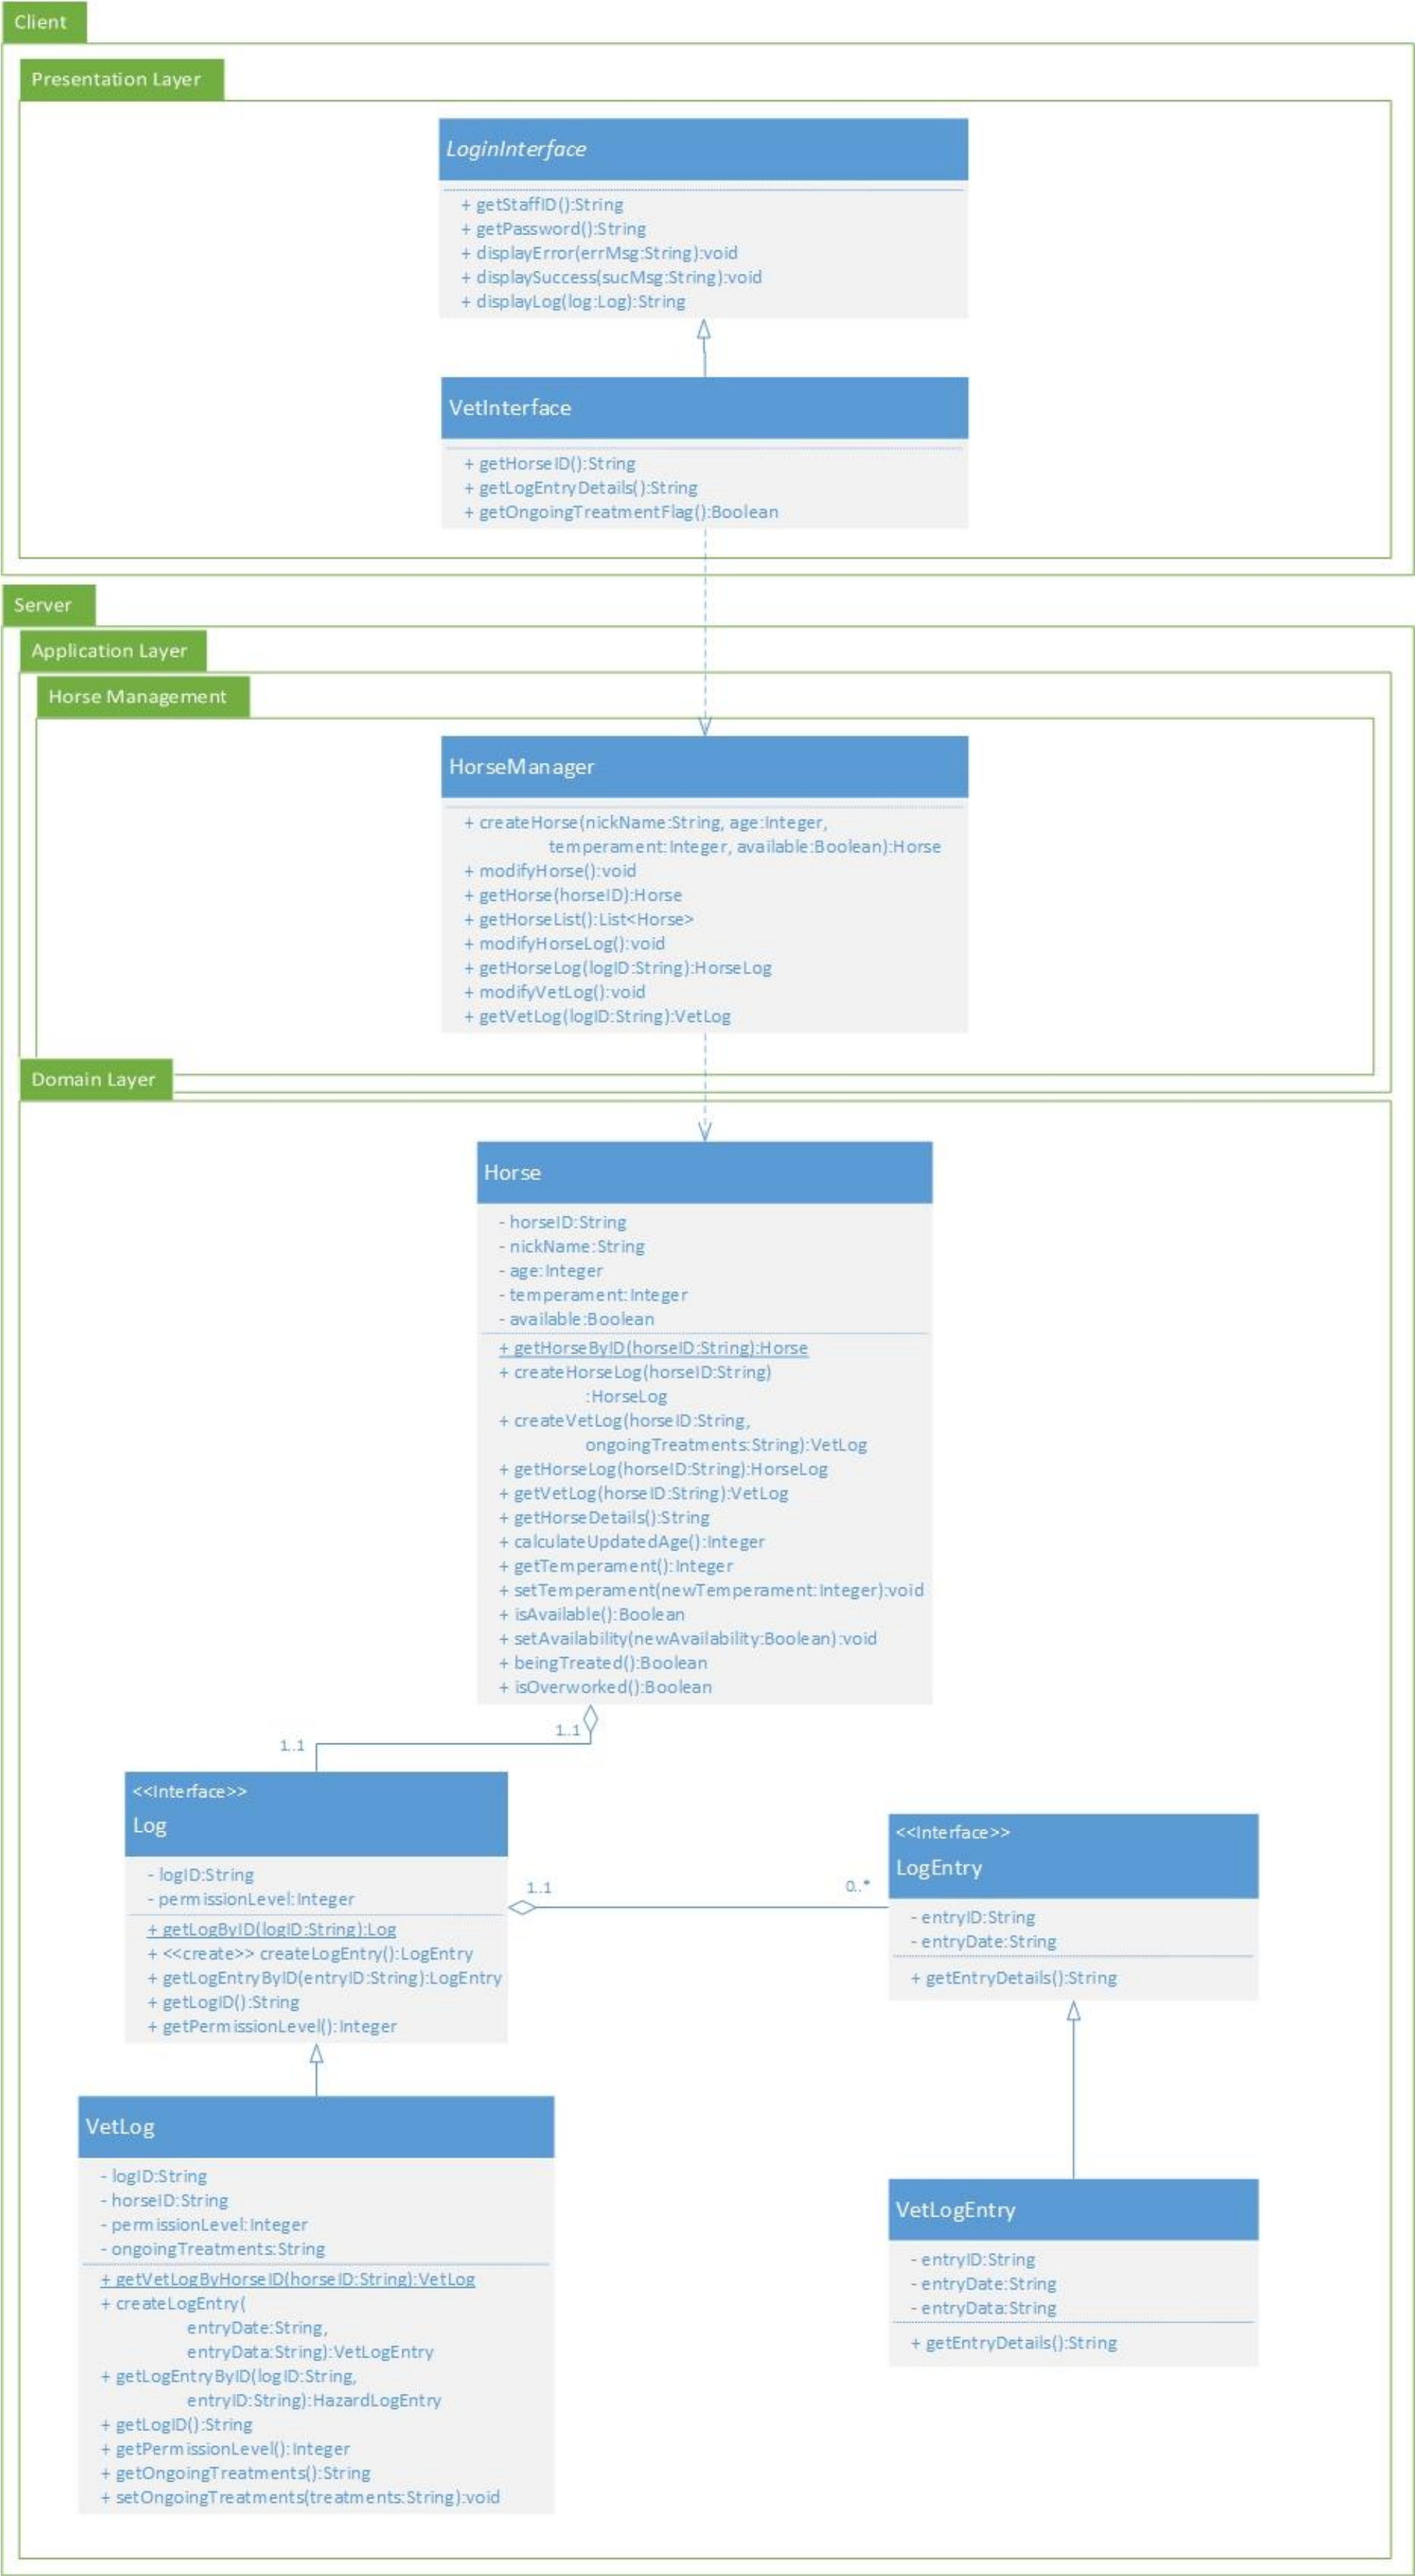 Client
Presentation Layer
LoginInterface
+ getStaffID():String
+ getPassword():String
+ displayError(errMsg:String):void
+ displaySuccess(sucMsg:String):void
+ displayLog(log:Log):String
VetInterface
+ getHorseID():String
+ getLogEntryDetails():String
+ getOngoingTreatmentFlag():Boolean
Server
Application Layer
Horse Management
HorseManager
+ createHorse(nickName:String, age:Integer,
temperament:Integer, available:Boolean):Horse
+ modifyHorse():void
+ getHorse(horseID):Horse
+ getHorseList():List<Horse>
+ modifyHorseLog():void
+ getHorseLog(logID:String):HorseLog
+ modifyVetLog():void
+ getVetLog(logID:String):VetLog
Domain Layer
Horse
- horseID:String
- nickName:String
- age:Integer
- temperament:Integer
- available:Boolean
+ getHorseByID(horseID:String):Horse
+ createHorseLog(horseID:String)
:HorseLog
+ createVetLog(horseID:String,
ongoingTreatments:String):VetLog
+ getHorseLog(horseID:String):HorseLog
+ getVetLog(horseID:String):VetLog
+ getHorseDetails():String
+ calculateUpdatedAge():Integer
+ getTemperament():Integer
+ setTemperament(newTemperament:Integer):void
+ isAvailable():Boolean
+ setAvailability(newAvailability:Boolean):void
+ beingTreated():Boolean
+ isOverworked():Boolean
1..1
1..1
<<Interface>>
Log
- logID:String
- permissionLevel:Integer
+ getLogByID(logID:String):Log
+ <<create>> createLogEntry():LogEntry
+ getLogEntryByID(entryID:String):LogEntry
+ getLogID():String
+ getPermissionLevel():Integer
1..1
0..*
<<Interface>>
LogEntry
- entryID:String
- entryDate:String
+ getEntryDetails():String
VetLog
- logID:String
- horseID:String
- permissionLevel:Integer
- ongoingTreatments:String
+ getVetLogByHorseID(horseID:String):VetLog
+ createLogEntry(
entryDate:String,
entryData:String):VetLogEntry
+ getLogEntryByID(logID:String,
entryID:String):HazardLogEntry
+ getLogID():String
+ getPermissionLevel():Integer
+ getOngoingTreatments():String
+ setOngoingTreatments(treatments:String):void
VetLogEntry
- entryID:String
- entryDate:String
- entryData:String
+ getEntryDetails():String